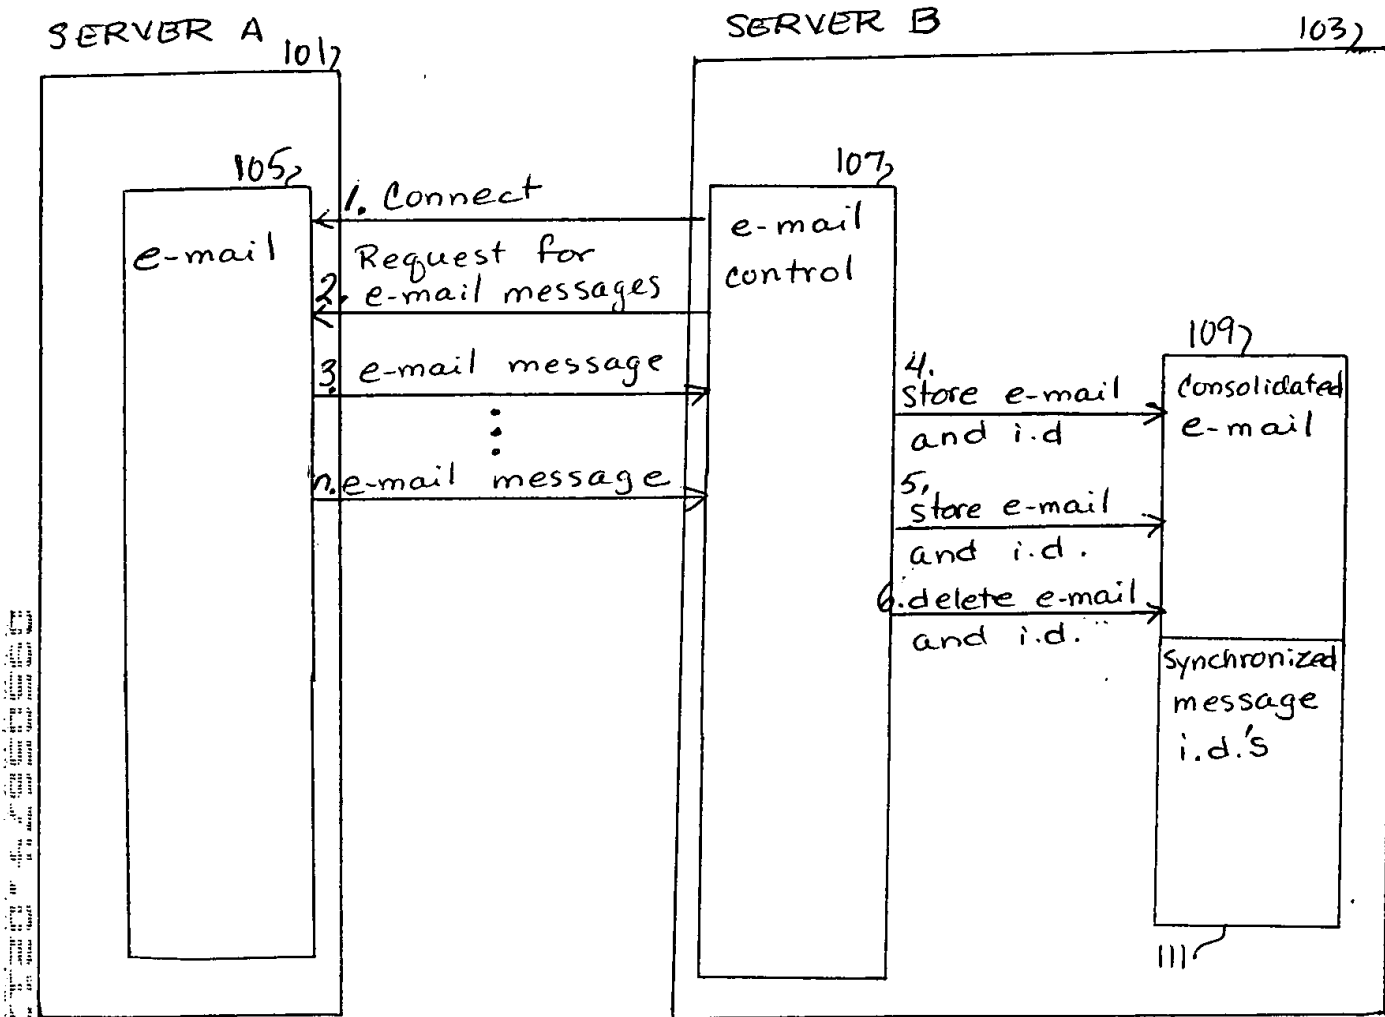 SERVER A
SERVER B
101
103
105
107
1. Connect
e-mail
e-mail
control
Request for
2. e-mail messages
3. e-mail message
n. e-mail message
4.
store e-mail
and i.d
5.
store e-mail
and i.d.
6. delete e-mail
and i.d.
109
Consolidated
e-mail
Synchronized
message
i.d.'s
111